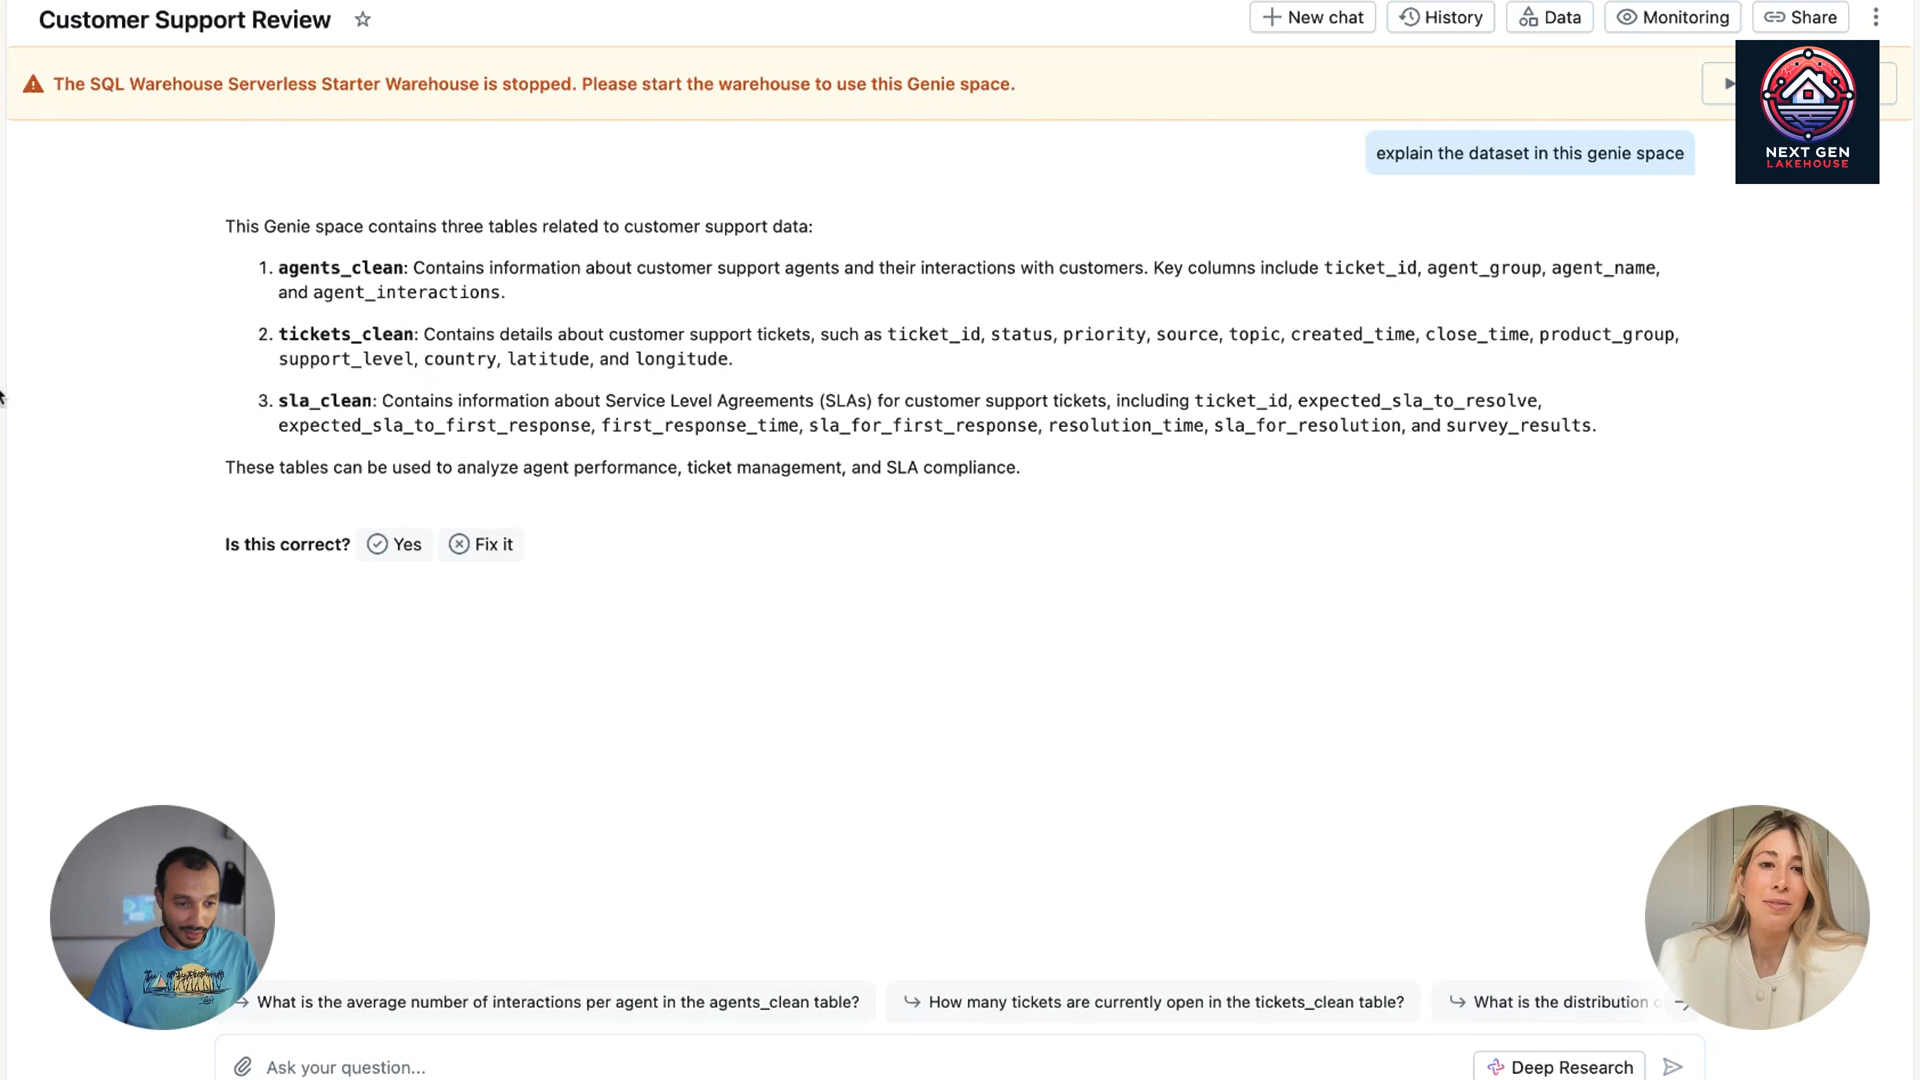 Customer Support Review
New chat
History
Data
Monitoring
Share
The SQL Warehouse Serverless Starter Warehouse is stopped. Please start the warehouse to use this Genie space.
NEXT GEN
LAKEHOUSE
explain the dataset in this genie space
This Genie space contains three tables related to customer support data:
1. agents_clean: Contains information about customer support agents and their interactions with customers. Key columns include ticket_id, agent_group, agent_name,
and agent_interactions.
2. tickets_clean: Contains details about customer support tickets, such as ticket_id, status, priority, source, topic, created_time, close_time, product_group,
support_level, country, latitude, and longitude.
3. sla_clean: Contains information about Service Level Agreements (SLAs) for customer support tickets, including ticket_id, expected_sla_to_resolve,
expected_sla_to_first_response, first_response_time, sla_for_first_response, resolution_time, sla_for_resolution, and survey_results.
These tables can be used to analyze agent performance, ticket management, and SLA compliance.
Is this correct? Yes Fix it
What is the average number of interactions per agent in the agents_clean table?
How many tickets are currently open in the tickets_clean table?
What is the distribution
Ask your question...
Deep Research